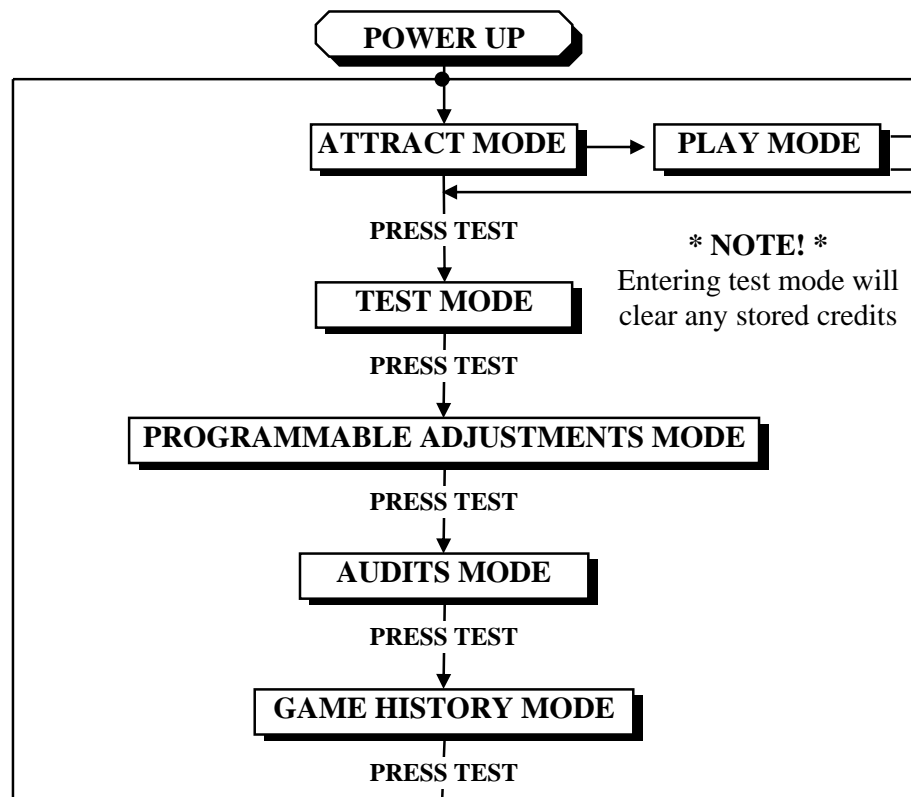 POWER UP
ATTRACT MODE
PLAY MODE
PRESS TEST
* NOTE! *
Entering test mode will
clear any stored credits
TEST MODE
PRESS TEST
PROGRAMMABLE ADJUSTMENTS MODE
PRESS TEST
AUDITS MODE
PRESS TEST
GAME HISTORY MODE
PRESS TEST